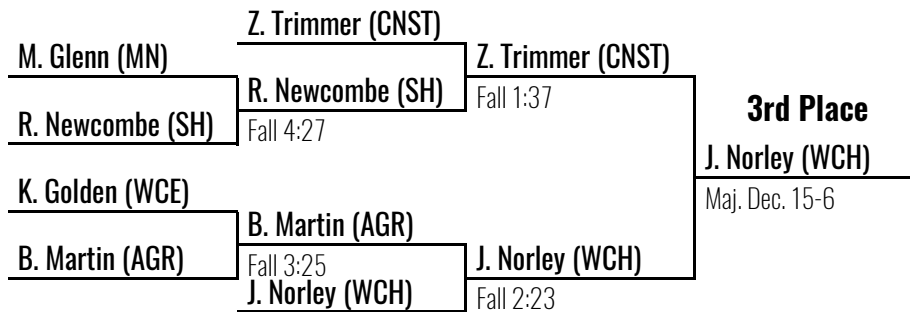 Z. Trimmer (CNST)
M. Glenn (MN)
Z. Trimmer (CNST)
R. Newcombe (SH)
Fall 1:37
3rd Place
R. Newcombe (SH)
Fall 4:27
J. Norley (WCH)
K. Golden (WCE)
Maj. Dec. 15-6
B. Martin (AGR)
B. Martin (AGR)
Fall 3:25
J. Norley (WCH)
J. Norley (WCH)
Fall 2:23